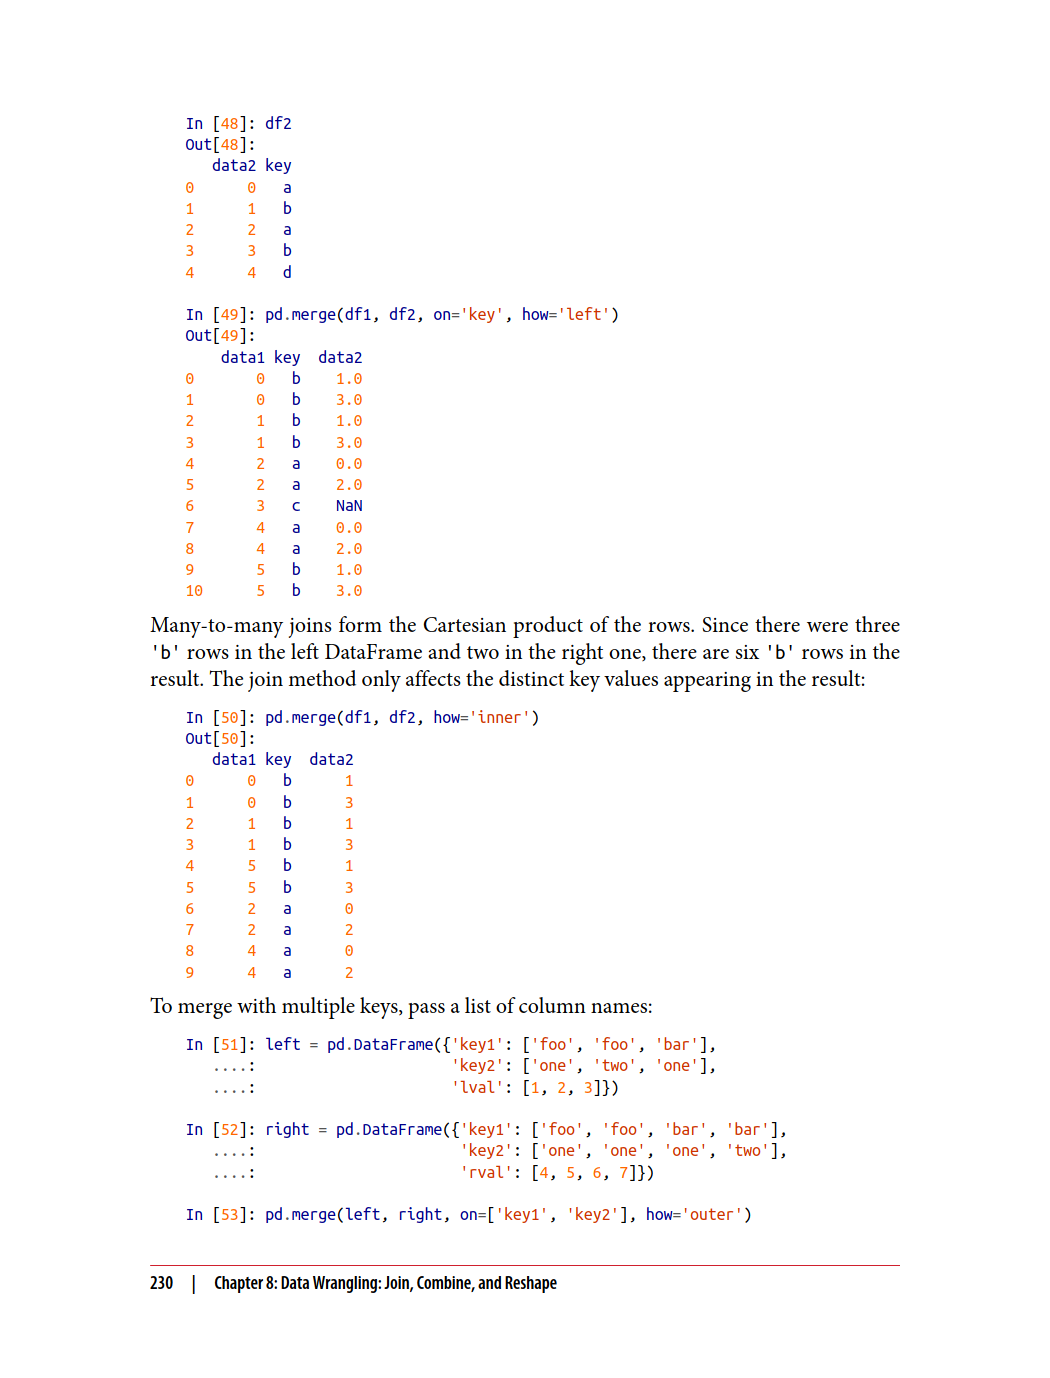 In [48]: df2
Out[48]:
   data2 key
0      0   a
1      1   b
2      2   a
3      3   b
4      4   d
In [49]: pd.merge(df1, df2, on='key', how='left')
Out[49]:
    data1 key  data2
0       0   b    1.0
1       0   b    3.0
2       1   b    1.0
3       1   b    3.0
4       2   a    0.0
5       2   a    2.0
6       3   c    NaN
7       4   a    0.0
8       4   a    2.0
9       5   b    1.0
10      5   b    3.0
Many-to-many joins form the Cartesian product of the rows. Since there were three
'b' rows in the left DataFrame and two in the right one, there are six 'b' rows in the
result. The join method only affects the distinct key values appearing in the result:
In [50]: pd.merge(df1, df2, how='inner')
Out[50]:
   data1 key  data2
0      0   b      1
1      0   b      3
2      1   b      1
3      1   b      3
4      5   b      1
5      5   b      3
6      2   a      0
7      2   a      2
8      4   a      0
9      4   a      2
To merge with multiple keys, pass a list of column names:
In [51]: left = pd.DataFrame({'key1': ['foo', 'foo', 'bar'],
   ....:                      'key2': ['one', 'two', 'one'],
   ....:                      'lval': [1, 2, 3]})
In [52]: right = pd.DataFrame({'key1': ['foo', 'foo', 'bar', 'bar'],
   ....:                       'key2': ['one', 'one', 'one', 'two'],
   ....:                       'rval': [4, 5, 6, 7]})
In [53]: pd.merge(left, right, on=['key1', 'key2'], how='outer')
230 | Chapter 8: Data Wrangling: Join, Combine, and Reshape